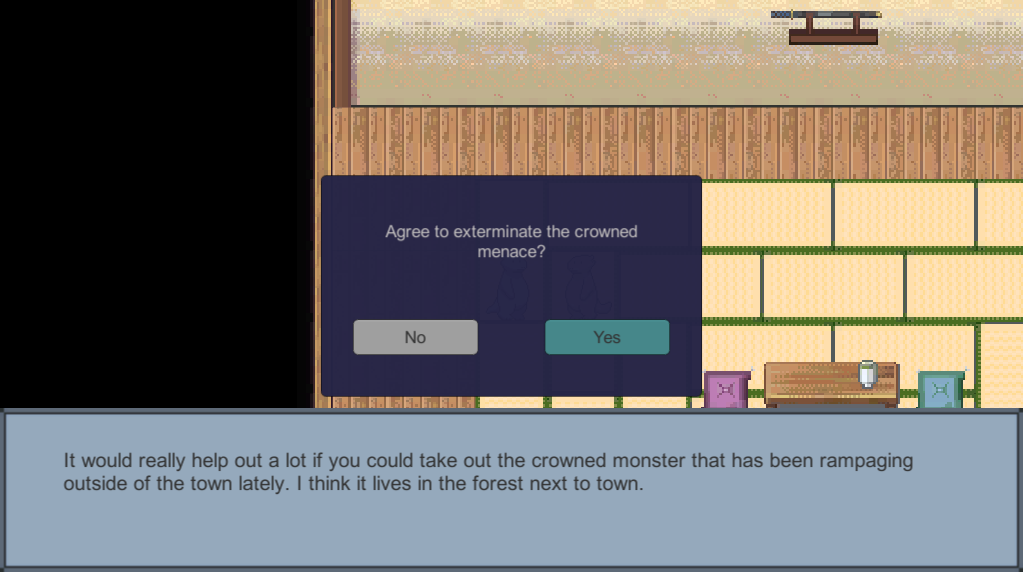 Agree to exterminate the crowned
menace?
No
Yes
It would really help out a lot if you could take out the crowned monster that has been rampaging
outside of the town lately. I think it lives in the forest next to town.